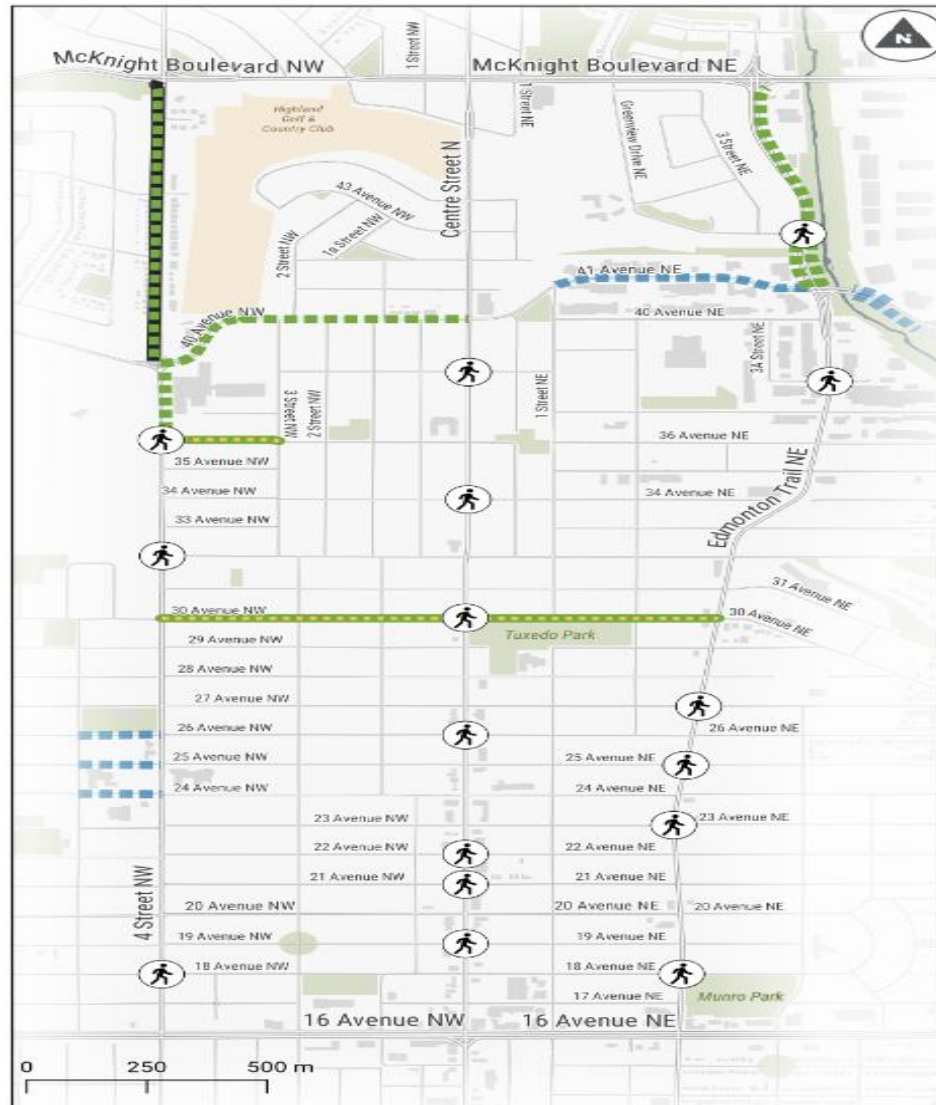 N
McKnight Boulevard NW
McKnight Boulevard NE
1 Street NW
1 Street NE
Highland
Golf &
Country Club
Centre Street N
Greenview Drive NE
3 Street NE
43 Avenue NW
1a Street NW
2 Street NW
41 Avenue NE
40 Avenue NW
40 Avenue NE
3A Street NE
3 Street NW
2 Street NW
1 Street NE
36 Avenue NE
35 Avenue NW
34 Avenue NW
34 Avenue NE
33 Avenue NW
Edmonton Trail NE
31 Avenue NE
30 Avenue NW
30 Avenue NE
Tuxedo Park
29 Avenue NW
28 Avenue NW
27 Avenue NW
26 Avenue NW
26 Avenue NE
25 Avenue NW
25 Avenue NE
24 Avenue NW
24 Avenue NE
23 Avenue NW
23 Avenue NE
22 Avenue NW
22 Avenue NE
21 Avenue NW
21 Avenue NE
4 Street NW
20 Avenue NW
20 Avenue NE
20 Avenue NE
19 Avenue NW
19 Avenue NE
18 Avenue NW
18 Avenue NE
17 Avenue NE
Munro Park
16 Avenue NW
16 Avenue NE
0 250 500 m